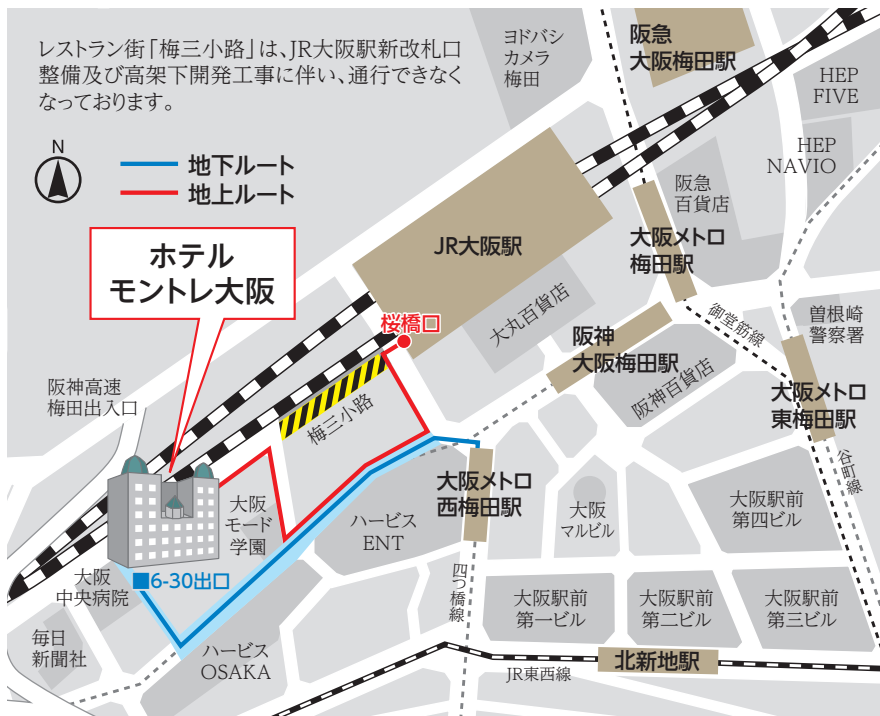 レストラン街「梅三小路」は、JR大阪駅新改札口
整備及び高架下開発工事に伴い、通行できなく
なっております。
N
地下ルート
地上ルート
ホテル
モントレ大阪
ヨドバシ
カメラ
梅田
阪急
大阪梅田駅
HEP
FIVE
HEP
NAVIO
阪急
百貨店
JR大阪駅
大阪メトロ
梅田駅
桜橋口
大丸百貨店
阪神
大阪梅田駅
御堂筋線
曽根崎
警察署
阪神百貨店
大阪メトロ
東梅田駅
谷町線
阪神高速
梅田出入口
梅三小路
大阪メトロ
西梅田駅
大阪
モード
学園
ハービス
ENT
大阪
マルビル
大阪駅前
第四ビル
大阪
中央病院
6-30出口
四つ橋線
大阪駅前
第一ビル
大阪駅前
第二ビル
大阪駅前
第三ビル
毎日
新聞社
ハービス
OSAKA
北新地駅
JR東西線